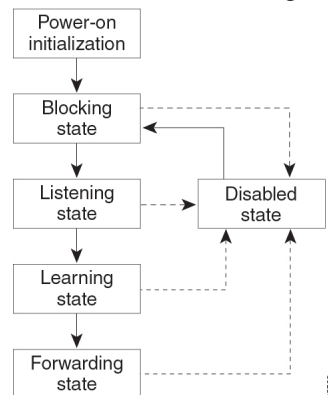 Power-on
initialization
Blocking
state
Listening
state
Disabled
state
Learning
state
Forwarding
state